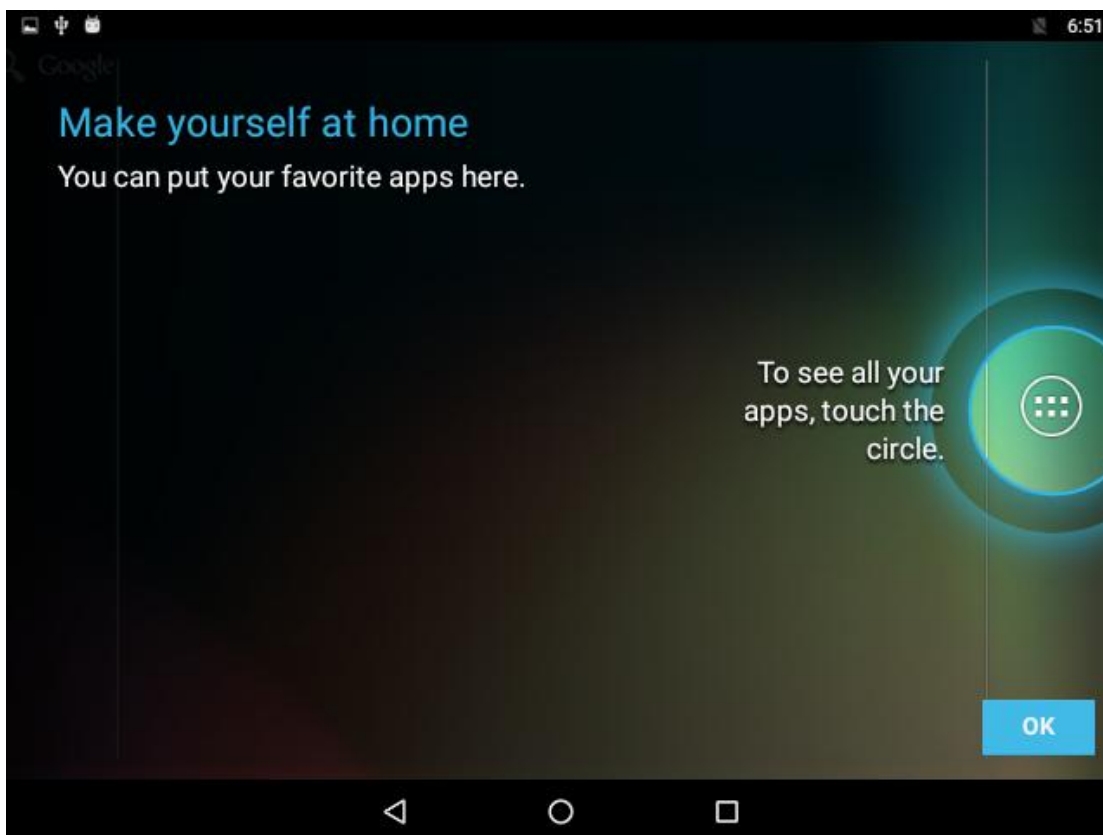 6:51
Google
Make yourself at home
You can put your favorite apps here.
To see all your
apps, touch the
circle.
OK